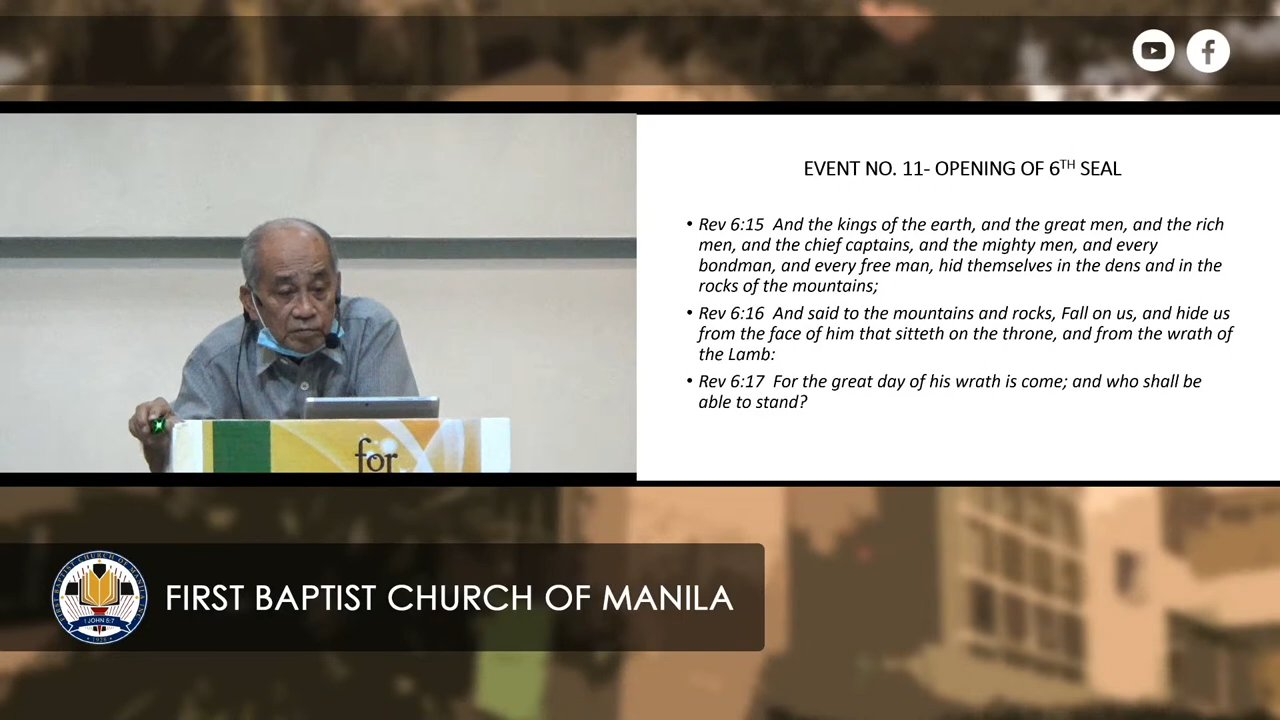 EVENT NO. 11- OPENING OF 6TH SEAL
• Rev 6:15 And the kings of the earth, and the great men, and the rich
men, and the chief captains, and the mighty men, and every
bondman, and every free man, hid themselves in the dens and in the
rocks of the mountains;
• Rev 6:16 And said to the mountains and rocks, Fall on us, and hide us
from the face of him that sitteth on the throne, and from the wrath of
the Lamb:
• Rev 6:17 For the great day of his wrath is come; and who shall be
able to stand?
for
FIRST BAPTIST CHURCH OF MANILA
1 JOHN 5:7
FIRST BAPTIST CHURCH OF MANILA